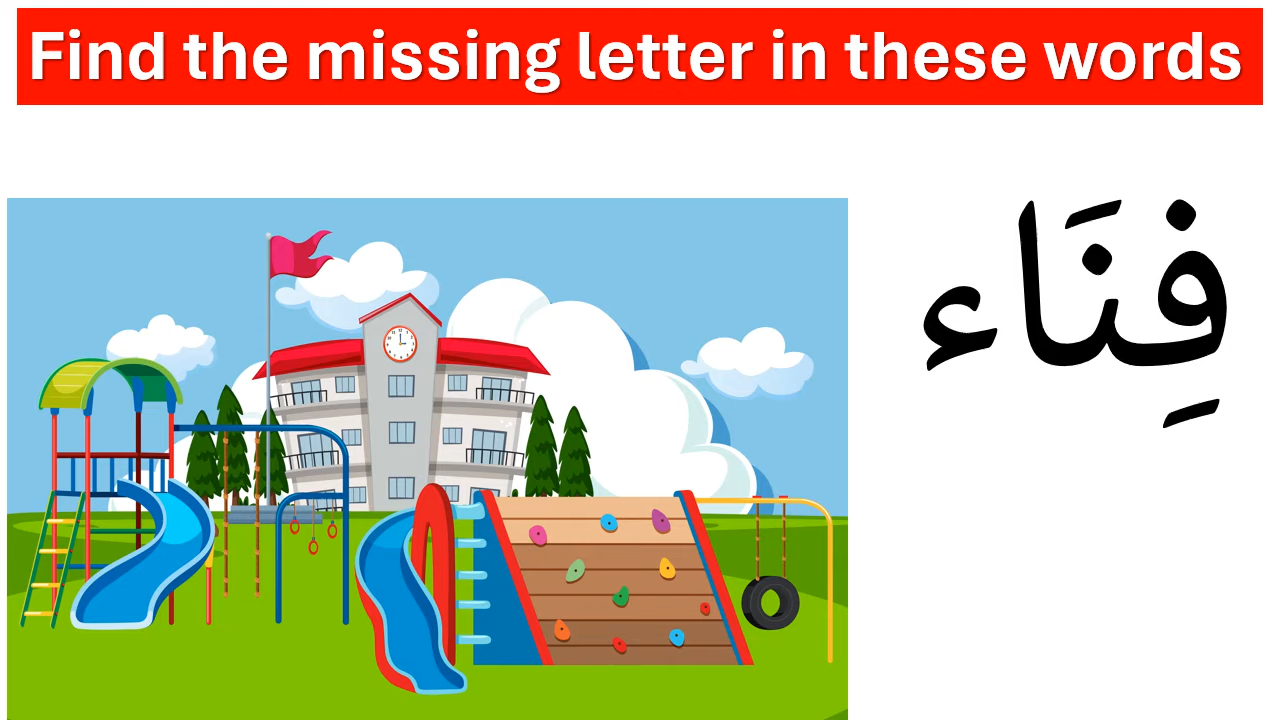 Find the missing letter in these words
فِنَاء